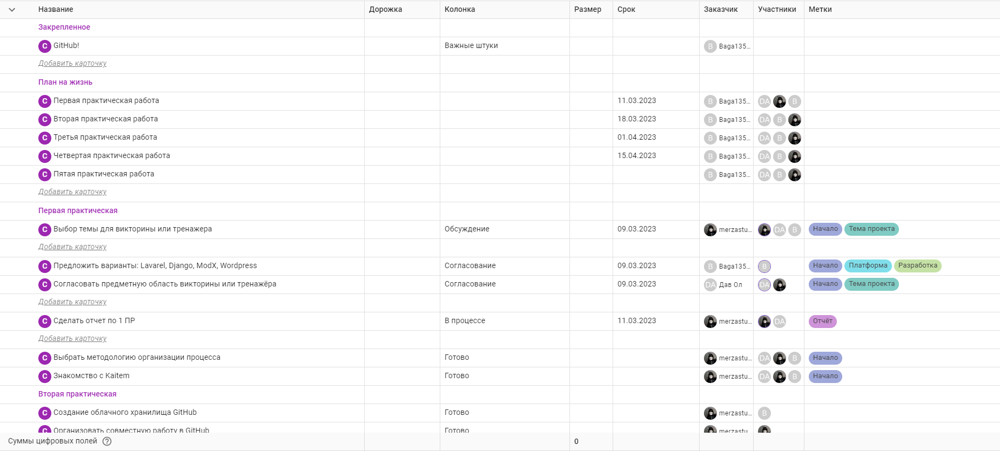 Название Дорожка Колонка Размер Срок Заказчик Участники Метки
Закрепленное
C GitHub! Важные штуки B Baga135...
Добавить карточку
План на жизнь
C Первая практическая работа 11.03.2023 B Baga135... DA B
C Вторая практическая работа 18.03.2023 B Baga135... DA B
C Третья практическая работа 01.04.2023 B Baga135... DA B
C Четвертая практическая работа 15.04.2023 B Baga135... DA B
C Пятая практическая работа B Baga135... DA B
Добавить карточку
Первая практическая
C Выбор темы для викторины или тренажера Обсуждение 09.03.2023 merzastu... DA B Начало Тема проекта
Добавить карточку
C Предложить варианты: Lavarel, Django, ModX, Wordpress Согласование 09.03.2023 B Baga135... B Начало Платформа Разработка
C Согласовать предметную область викторины или тренажёра Согласование 09.03.2023 DA Дав Ол DA Начало Тема проекта
Добавить карточку
C Сделать отчет по 1 ПР В процессе 11.03.2023 merzastu... DA Отчёт
Добавить карточку
C Выбрать методологию организации процесса Готово merzastu... DA B Начало
C Знакомство с Kaitem Готово merzastu... DA B Начало
Вторая практическая
C Создание облачного хранилища GitHub Готово merzastu... B
C Организовать совместную работу в GitHub Готово merzastu
Суммы цифровых полей ? 0